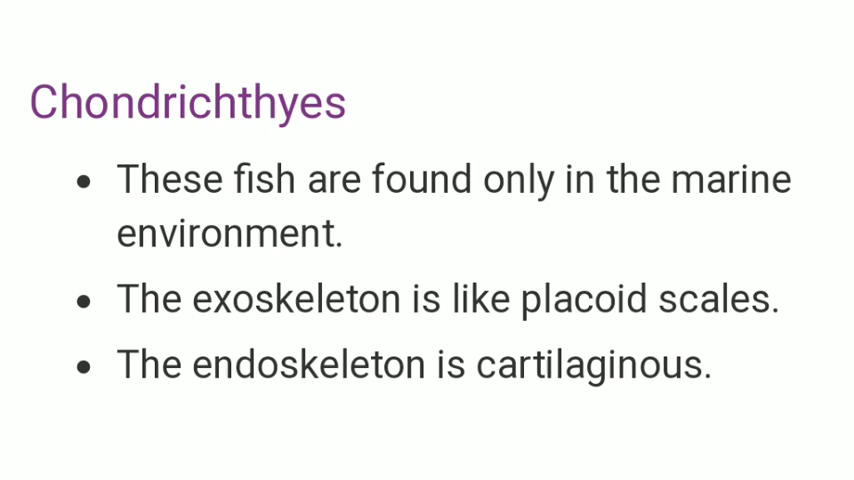 Chondrichthyes
• These fish are found only in the marine
environment.
• The exoskeleton is like placoid scales.
• The endoskeleton is cartilaginous.